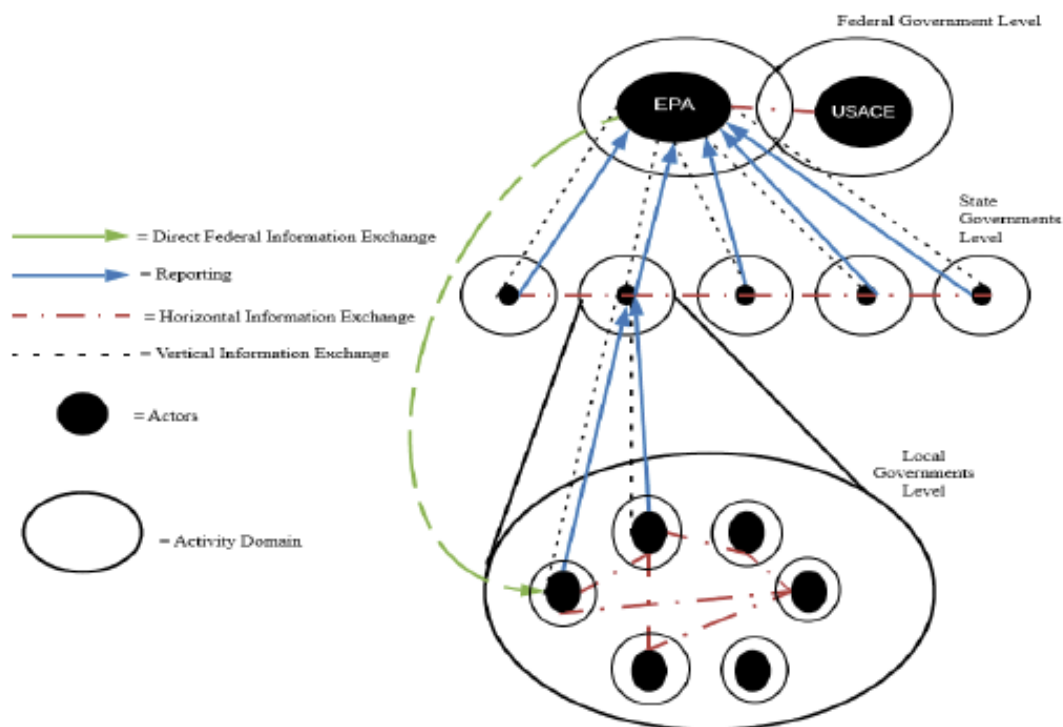 Federal Government Level
EPA
USACE
State
Governments
Level
= Direct Federal Information Exchange
= Reporting
= Horizontal Information Exchange
= Vertical Information Exchange
= Actors
Local
Governments
Level
= Activity Domain